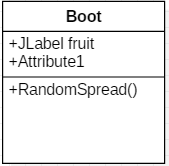 Boot
+JLabel fruit
+Attribute1
+RandomSpread()